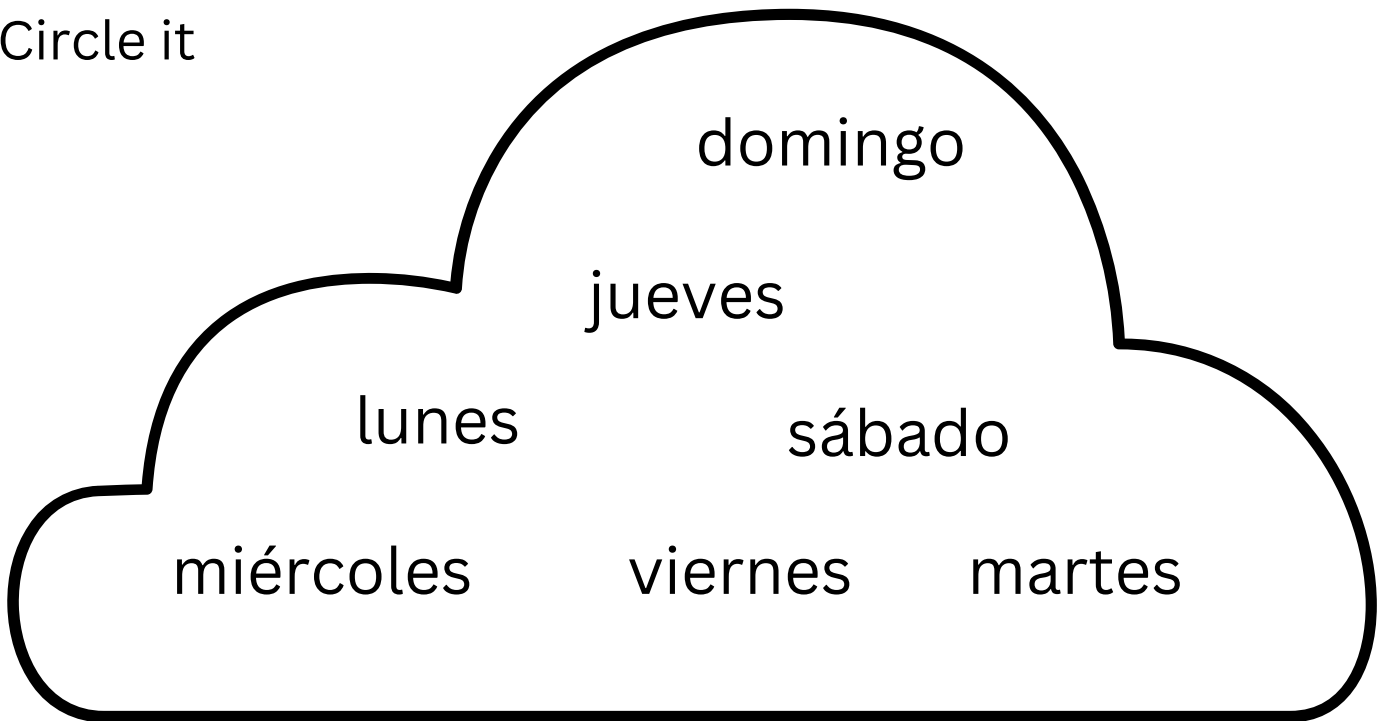 Circle it
domingo
jueves
lunes sábado
miércoles viernes martes